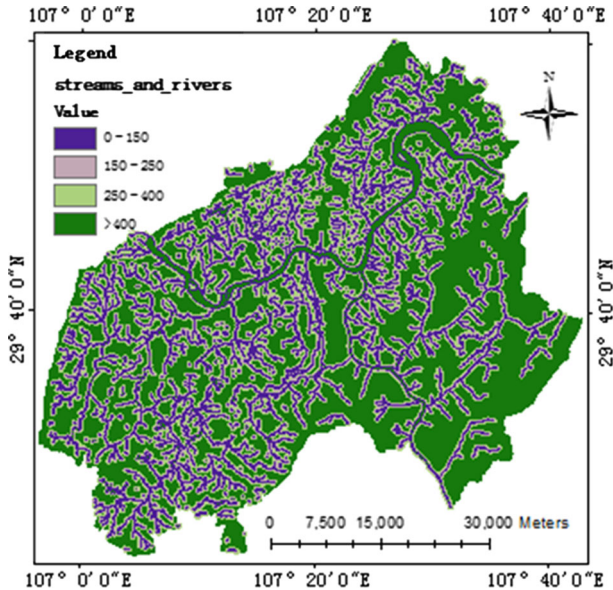 107° 0′0″E 107° 20′0″E 107° 40′0″E
Legend
streams_and_rivers
Value
0-150
150-250
250-400
>400
N
29° 40′0″N
29° 40′0″N
0 7,500 15,000 30,000 Meters
107° 0′0″E 107° 20′0″E 107° 40′0″E